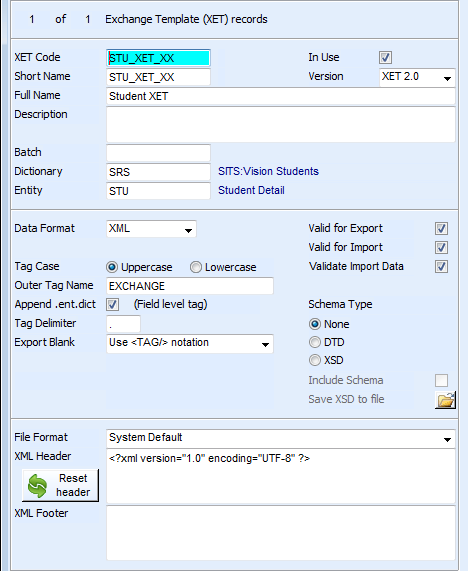 1 of 1 Exchange Template (XET) records
XET Code STU_XET_XX In Use
Short Name STU_XET_XX Version XET 2.0
Full Name Student XET
Description
Batch
Dictionary SRS SITS:Vision Students
Entity STU Student Detail
Data Format XML Valid for Export
Valid for Import
Tag Case Uppercase Lowercase Validate Import Data
Outer Tag Name EXCHANGE
Append .ent.dict (Field level tag) Schema Type
Tag Delimiter . None
Export Blank Use <TAG/> notation DTD
XSD
Include Schema
Save XSD to file
File Format System Default
XML Header <?xml version="1.0" encoding="UTF-8" ?>
Reset
header
XML Footer